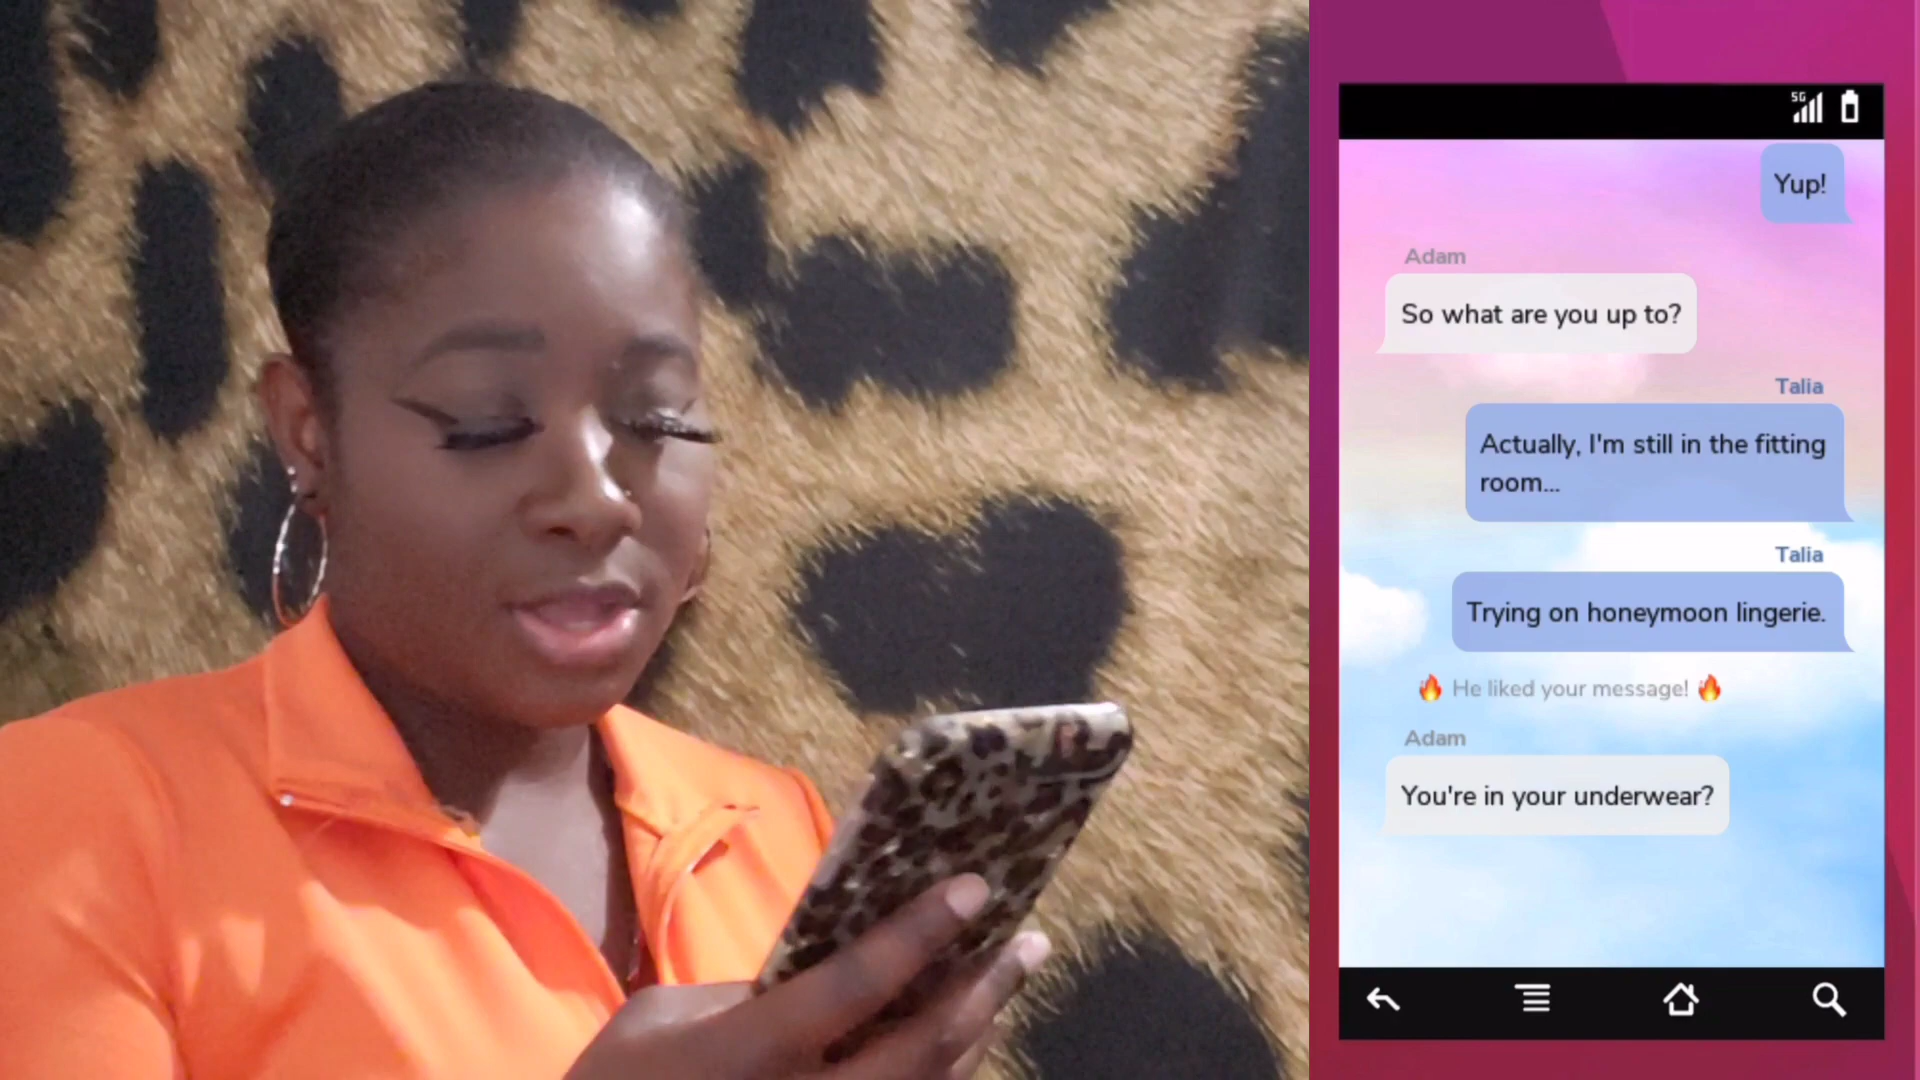 5G
Yup!
Adam
So what are you up to?
Talia
Actually, I'm still in the fitting
room...
Talia
Trying on honeymoon lingerie.
🔥 He liked your message! 🔥
Adam
You're in your underwear?